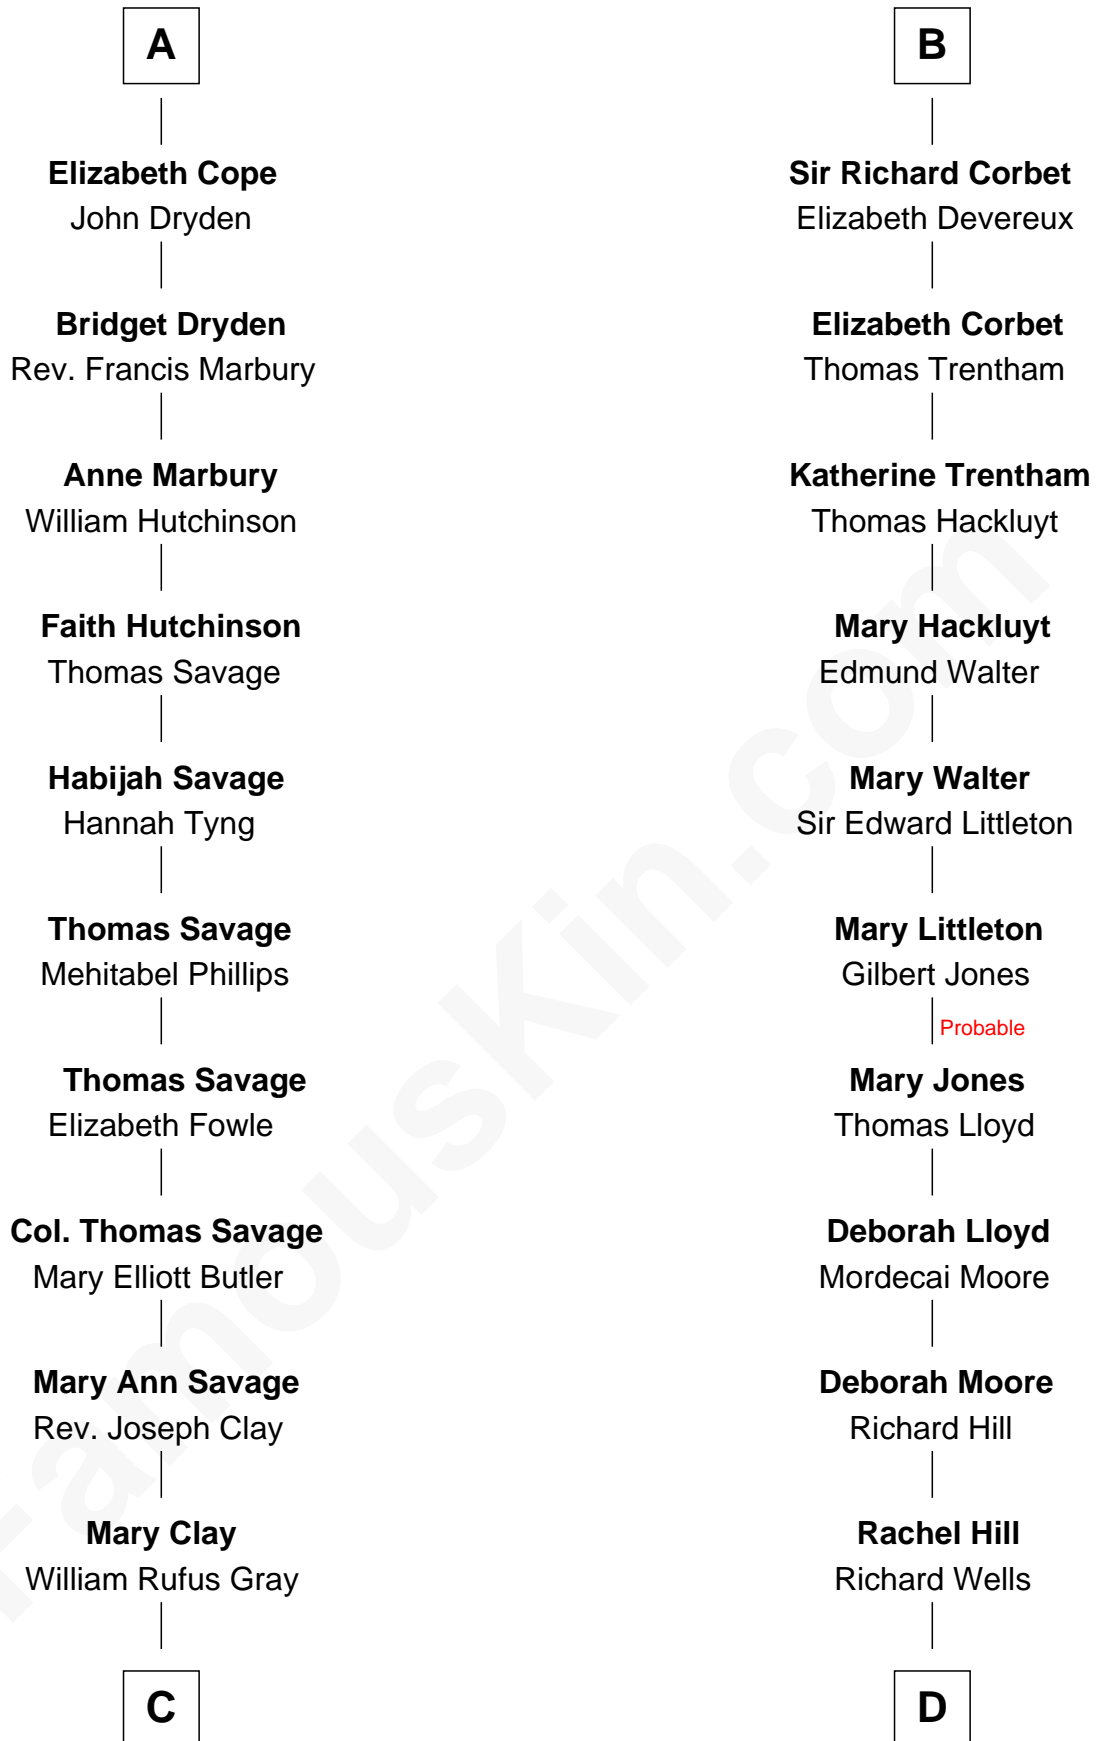 A
Elizabeth Cope
John Dryden
Bridget Dryden
Rev. Francis Marbury
Anne Marbury
William Hutchinson
Faith Hutchinson
Thomas Savage
Habijah Savage
Hannah Tyng
Thomas Savage
Mehitabel Phillips
Thomas Savage
Elizabeth Fowle
Col. Thomas Savage
Mary Elliott Butler
Mary Ann Savage
Rev. Joseph Clay
Mary Clay
William Rufus Gray
C
B
Sir Richard Corbet
Elizabeth Devereux
Elizabeth Corbet
Thomas Trentham
Katherine Trentham
Thomas Hackluyt
Mary Hackluyt
Edmund Walter
Mary Walter
Sir Edward Littleton
Mary Littleton
Gilbert Jones
Probable
Mary Jones
Thomas Lloyd
Deborah Lloyd
Mordecai Moore
Deborah Moore
Richard Hill
Rachel Hill
Richard Wells
D
FamousKin.com